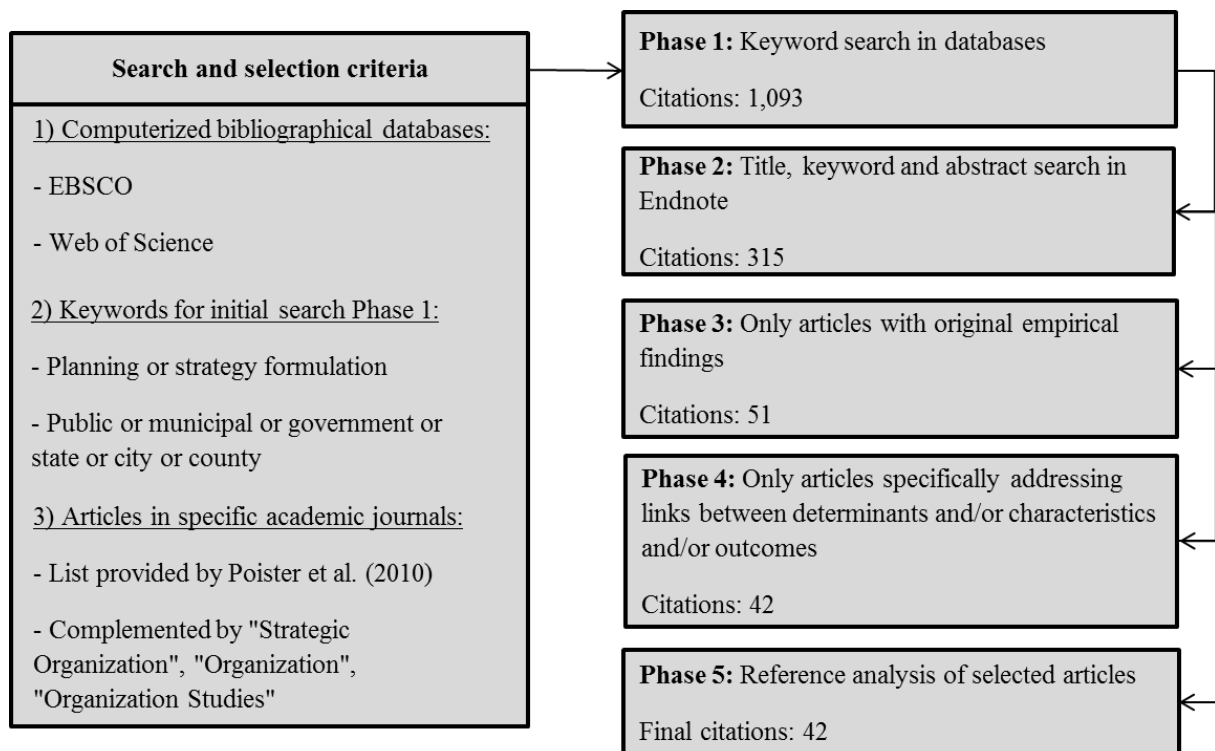 Search and selection criteria
1) Computerized bibliographical databases:
- EBSCO
- Web of Science
2) Keywords for initial search Phase 1:
- Planning or strategy formulation
- Public or municipal or government or
state or city or county
3) Articles in specific academic journals:
- List provided by Poister et al. (2010)
- Complemented by "Strategic
Organization", "Organization",
"Organization Studies"
Phase 1: Keyword search in databases
Citations: 1,093
Phase 2: Title, keyword and abstract search in
Endnote
Citations: 315
Phase 3: Only articles with original empirical
findings
Citations: 51
Phase 4: Only articles specifically addressing
links between determinants and/or characteristics
and/or outcomes
Citations: 42
Phase 5: Reference analysis of selected articles
Final citations: 42